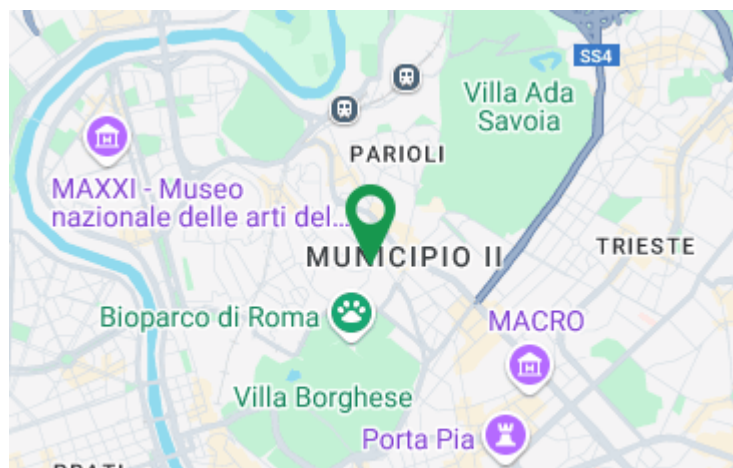 SS4
Villa Ada
Savoia
PARIOLI
MAXXI - Museo
nazionale delle arti del...
MUNICIPIO II
TRIESTE
Bioparco di Roma
MACRO
Villa Borghese
Porta Pia
PRATI